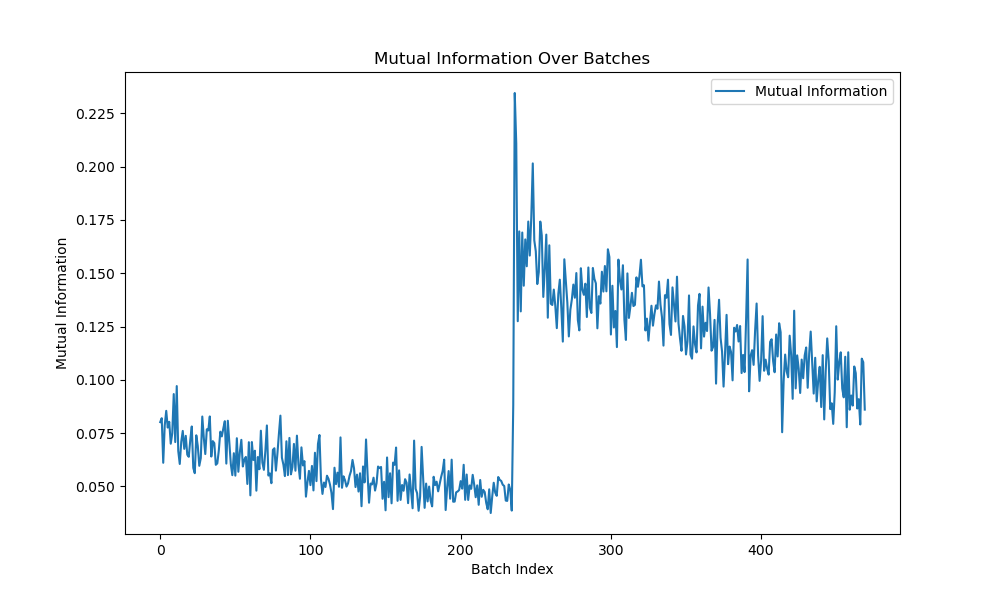 Mutual Information Over Batches
Mutual Information
0.225
0.200
0.175
0.150
0.125
0.100
0.075
0.050
Mutual Information
0 100 200 300 400
Batch Index